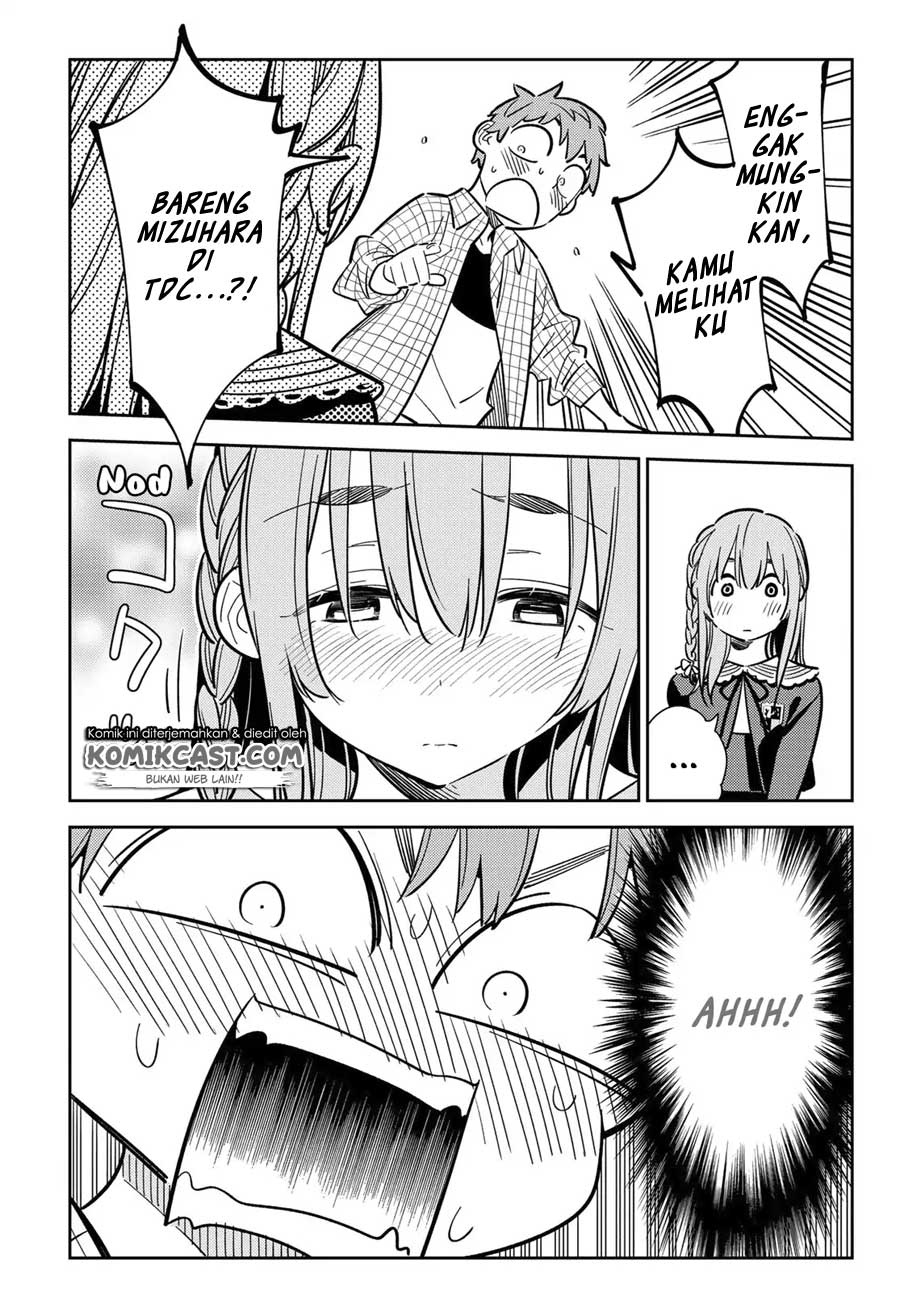 ENG-
GAK
MUNG-
KIN
KAN,
KAMU
MELIHAT
KU
BARENG
MIZUHARA
DI
TDC...?!
...
Nod
コクッ
Komik ini diterjemahkan & diedit oleh
KOMIKCAST.COM
BUKAN WEB LAIN!!
AHHH!